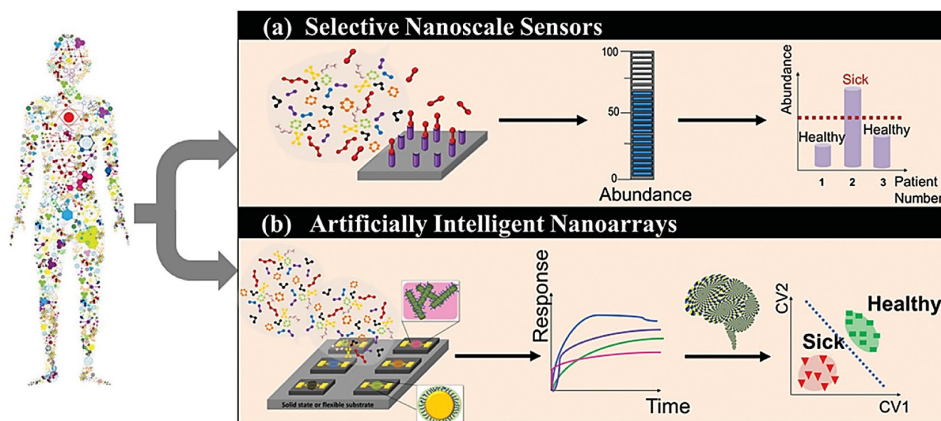 (a) Selective Nanoscale Sensors
100
50
0
Abundance
Abundance
Sick
Healthy
Healthy
1 2 3 Patient
Number
(b) Artificially Intelligent Nanoarrays
Solid state or flexible substrate
Response
Time
CV2
Healthy
Sick
CV1